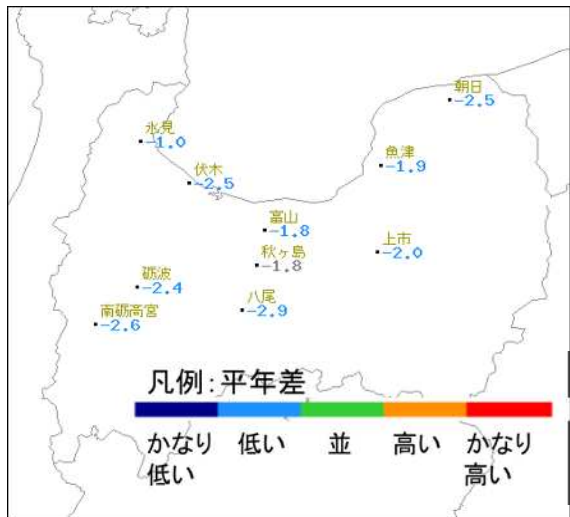 朝日
-2.5
氷見
-1.0
魚津
-1.9
伏木
-2.5
富山
-1.8
上市
-2.0
秋ヶ島
-1.8
砺波
-2.4
八尾
-2.9
南砺高宮
-2.6
凡例：平年差
かなり低い
低い
並
高い
かなり高い